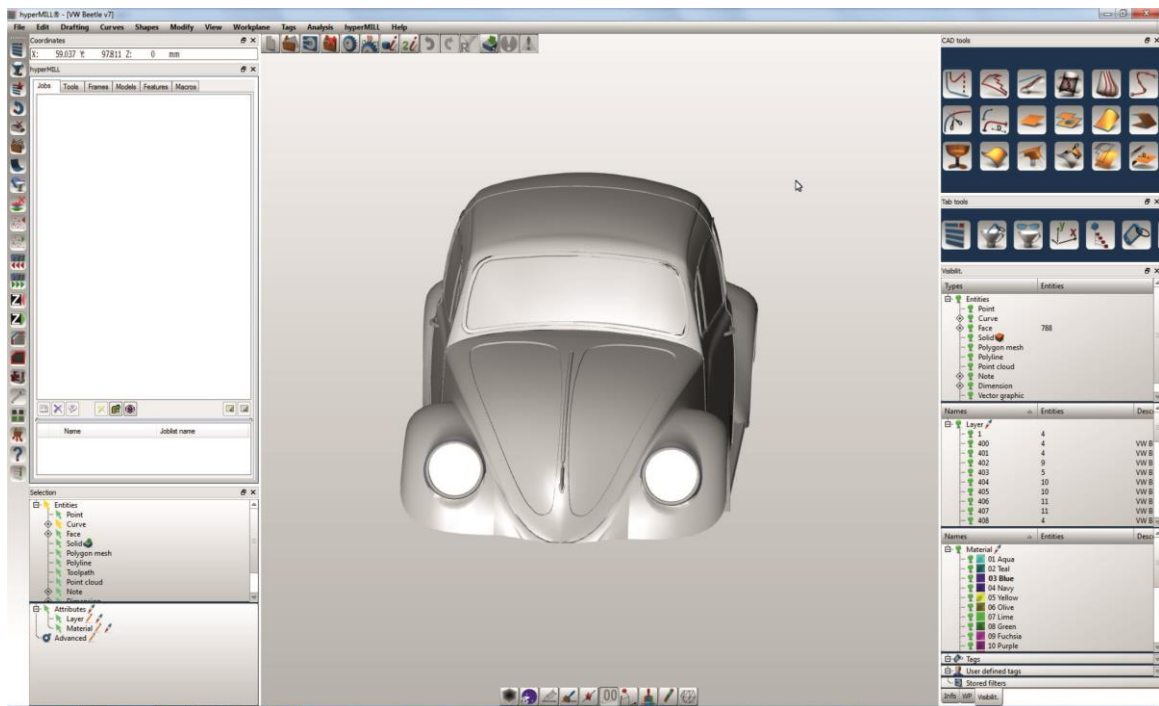 hyperMILL® - [VW Beetle v7]
File Edit Drafting Curves Shapes Modify View Workplane Tags Analysis hyperMILL Help
Coordinates
X: 59.037 Y: 97.811 Z: 0 mm
hyperMILL
Jobs Tools Frames Models Features Macros
Name Joblist name
Selection
Entities
Point
Curve
Face
Solid
Polygon mesh
Polyline
Toolpath
Point cloud
Note
Dimension
Attributes
Layer
Material
Advanced
CAD tools
Tab tools
Visibilit.
Types Entities
Entities
Point
Curve
Face 788
Solid
Polygon mesh
Polyline
Point cloud
Note
Dimension
Vector graphic
Names Entities Desc
Layer
1 4
400 4 VW B
401 4 VW B
402 9 VW B
403 5 VW B
404 10 VW B
405 10 VW B
406 11 VW B
407 11 VW B
408 4 VW B
Names Entities Desc
Material
01 Aqua
02 Teal
03 Blue
04 Navy
05 Yellow
06 Olive
07 Lime
08 Green
09 Fuchsia
10 Purple
Tags
User defined tags
Stored filters
Info WP Visibilit.